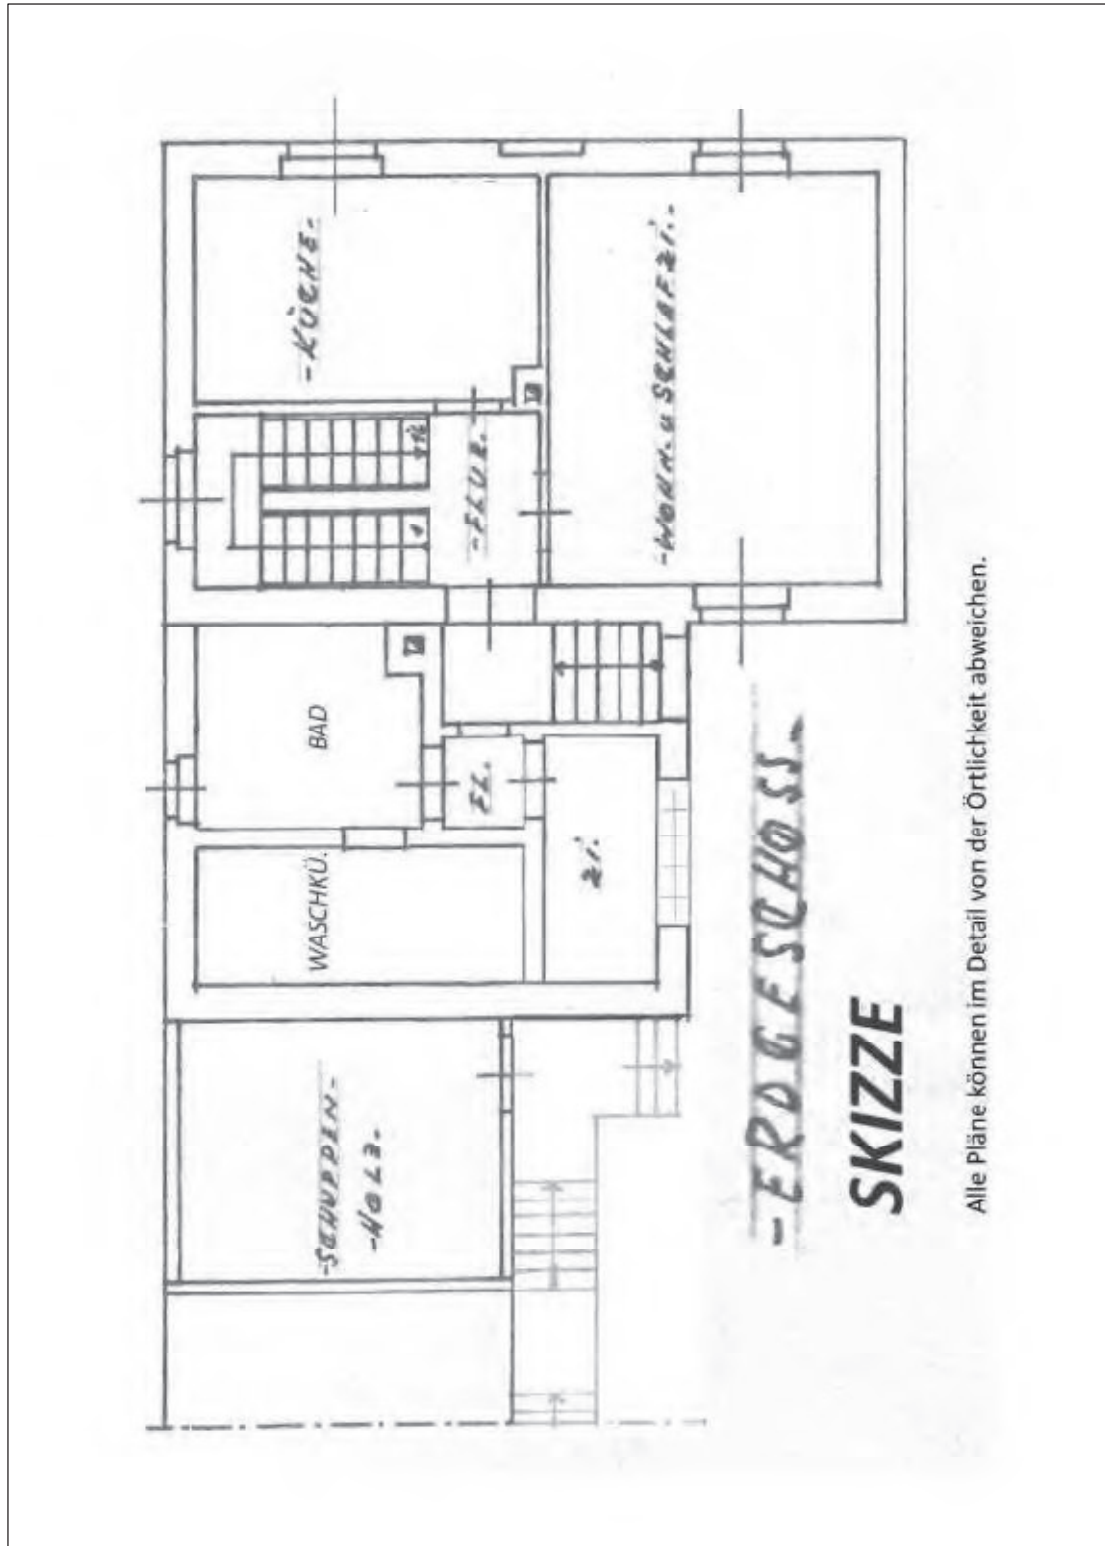 -KÜCHE.-
-WOHN. u SCHLAFZI.-
-FLUR.-
1
BAD
FL.
WASCHKÜ.
ZI.
-SCHUPPEN-
-HOLZ.-
-ERDGESCHOSS-
SKIZZE
Alle Pläne können im Detail von der Örtlichkeit abweichen.